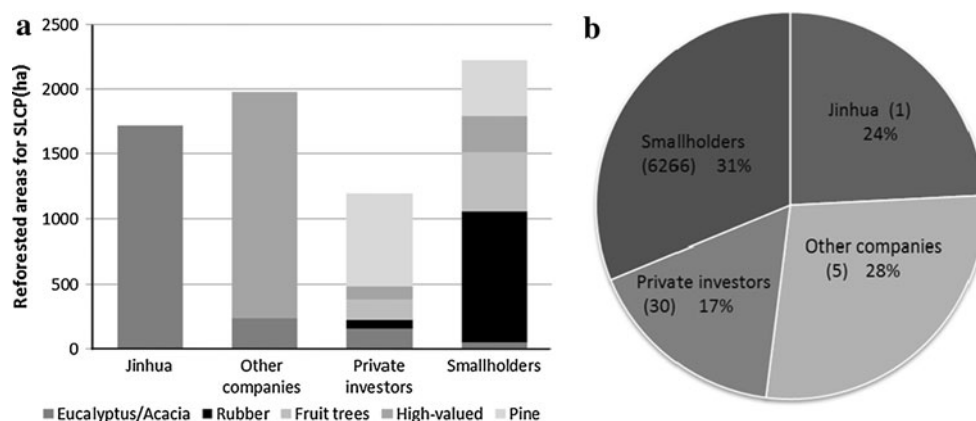 a
Reforested areas for SLCP(ha)
2500
2000
1500
1000
500
0
Jinhua
Other
companies
Private
investors
Smallholders
Eucalyptus/Acacia Rubber Fruit trees High-valued Pine
b
Smallholders
(6266) 31%
Jinhua (1)
24%
Other companies
(5) 28%
Private investors
(30) 17%